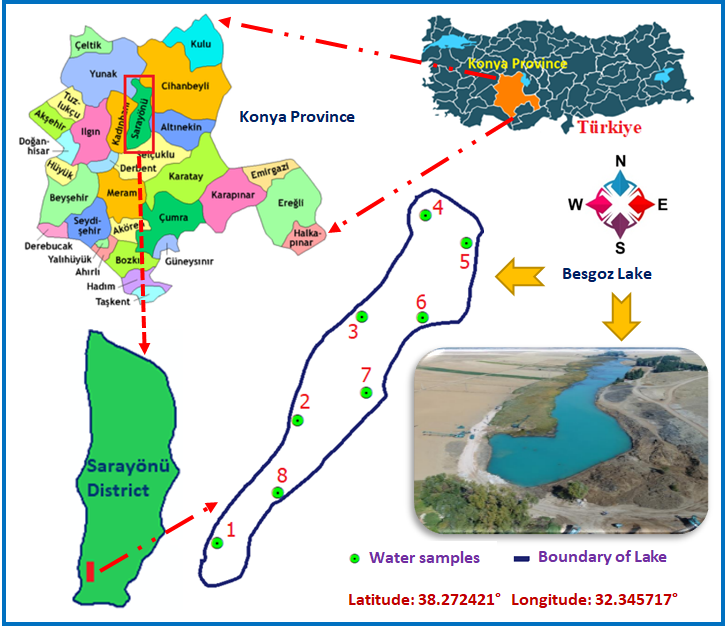 Çeltik
Kulu
Yunak
Cihanbeyli
Tuz-
lukçu
Akşehir
Ilgın
Kadınhanı
Sarayönü
Altınekin
Doğan-
hisar
Selçuklu
Derbent
Hüyük
Karatay
Emirgazi
Beyşehir
Meram
Karapınar
Ereğli
Seydi-
şehir
Çumra
Akören
Halka-
pınar
Derebucak
Yalıhüyük
Ahırlı
Bozkır
Güneysınır
Hadım
Taşkent
Konya Province
Konya Province
Türkiye
N
W
E
S
Besgoz Lake
4
5
3
6
7
2
8
1
Sarayönü
District
Water samples
Boundary of Lake
Latitude: 38.272421° Longitude: 32.345717°